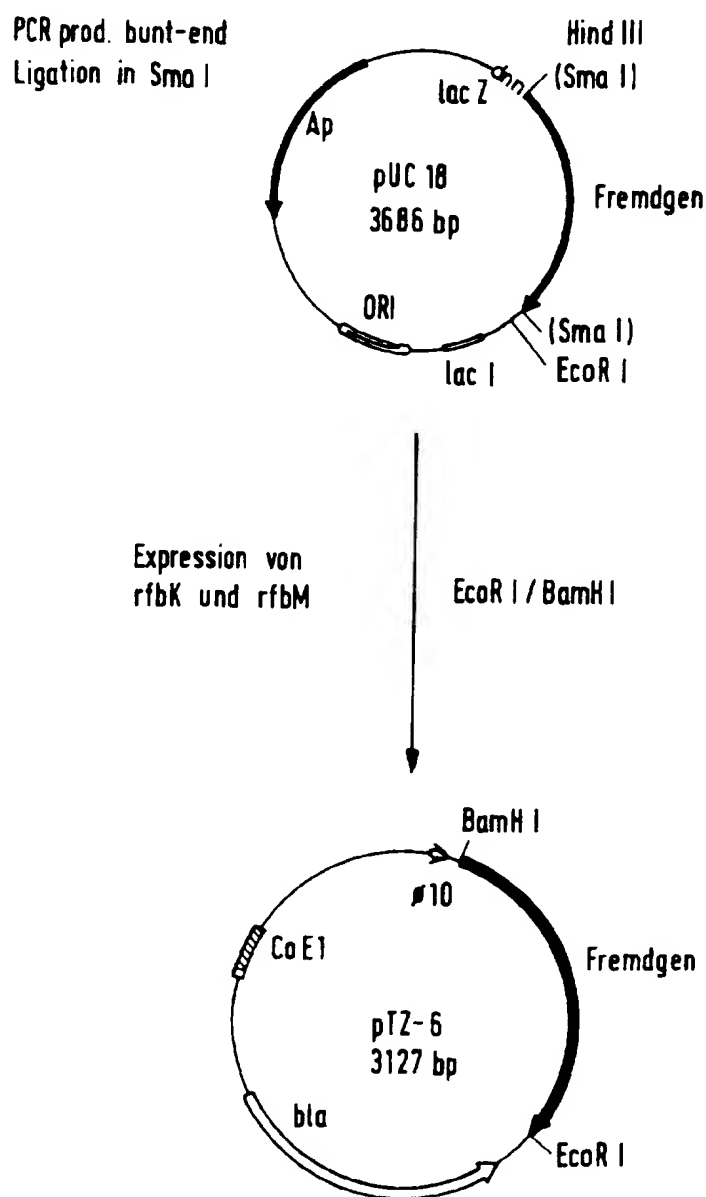 PCR prod. bunt-end
Ligation in Sma I
Hind III
(Sma I)
lac Z
Ap
pUC 18
3686 bp
Fremdgen
ORI
(Sma I)
lac I
EcoR I
Expression von
rfbK und rfbM
EcoR I / BamH I
BamH I
ø10
Co E1
Fremdgen
pTZ-6
3127 bp
bla
EcoR I